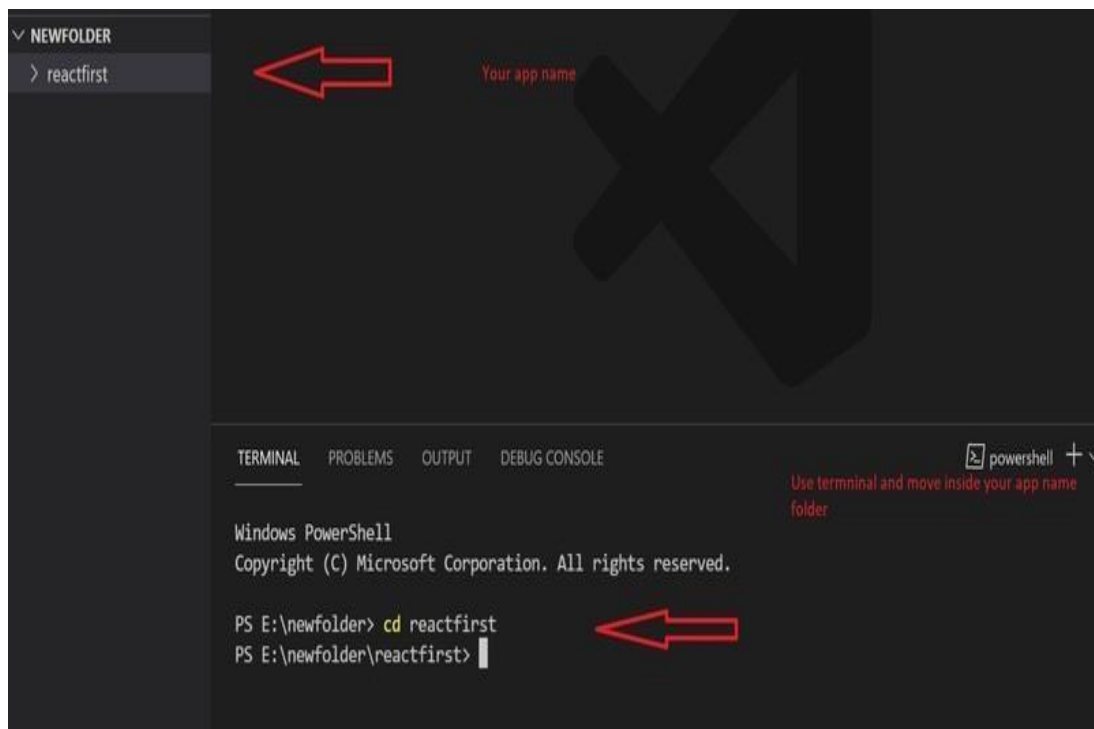 NEWFOLDER
reactfirst
Your app name
TERMINAL PROBLEMS OUTPUT DEBUG CONSOLE
powershell
Use termninal and move inside your app name
folder
Windows PowerShell
Copyright (C) Microsoft Corporation. All rights reserved.
PS E:\newfolder> cd reactfirst
PS E:\newfolder\reactfirst>